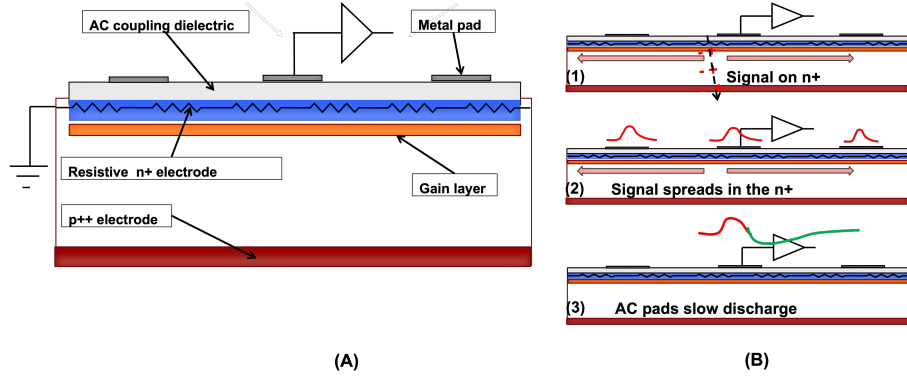 AC coupling dielectric
Metal pad
Resistive n+ electrode
Gain layer
p++ electrode
(A)
(1)
Signal on n+
(2)
Signal spreads in the n+
(3)
AC pads slow discharge
(B)